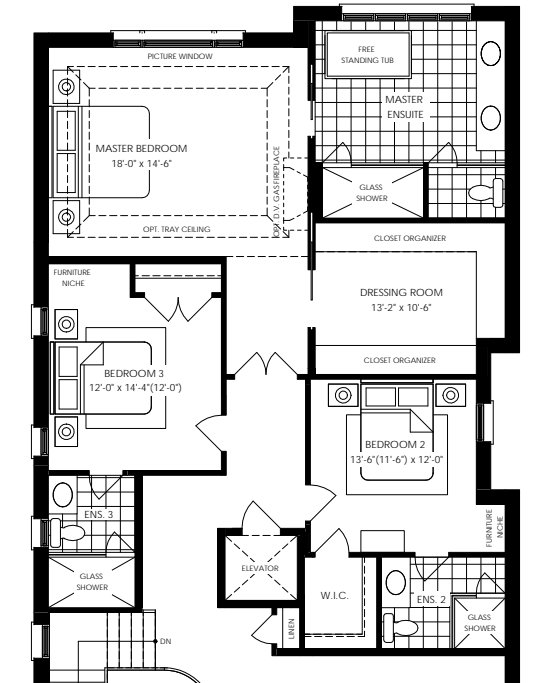 PICTURE WINDOW
FREE
STANDING TUB
MASTER
ENSUITE
MASTER BEDROOM
18'-0" x 14'-6"
OPT. D.V. GAS FIREPLACE
GLASS
SHOWER
OPT. TRAY CEILING
CLOSET ORGANIZER
FURNITURE
NICHE
DRESSING ROOM
13'-2" x 10'-6"
CLOSET ORGANIZER
BEDROOM 3
12'-0" x 14'-4"(12'-0")
BEDROOM 2
13'-6"(11'-6") x 12'-0"
ENS. 3
FURNITURE
NICHE
ELEVATOR
GLASS
SHOWER
W.I.C.
ENS. 2
GLASS
SHOWER
LINEN
DN